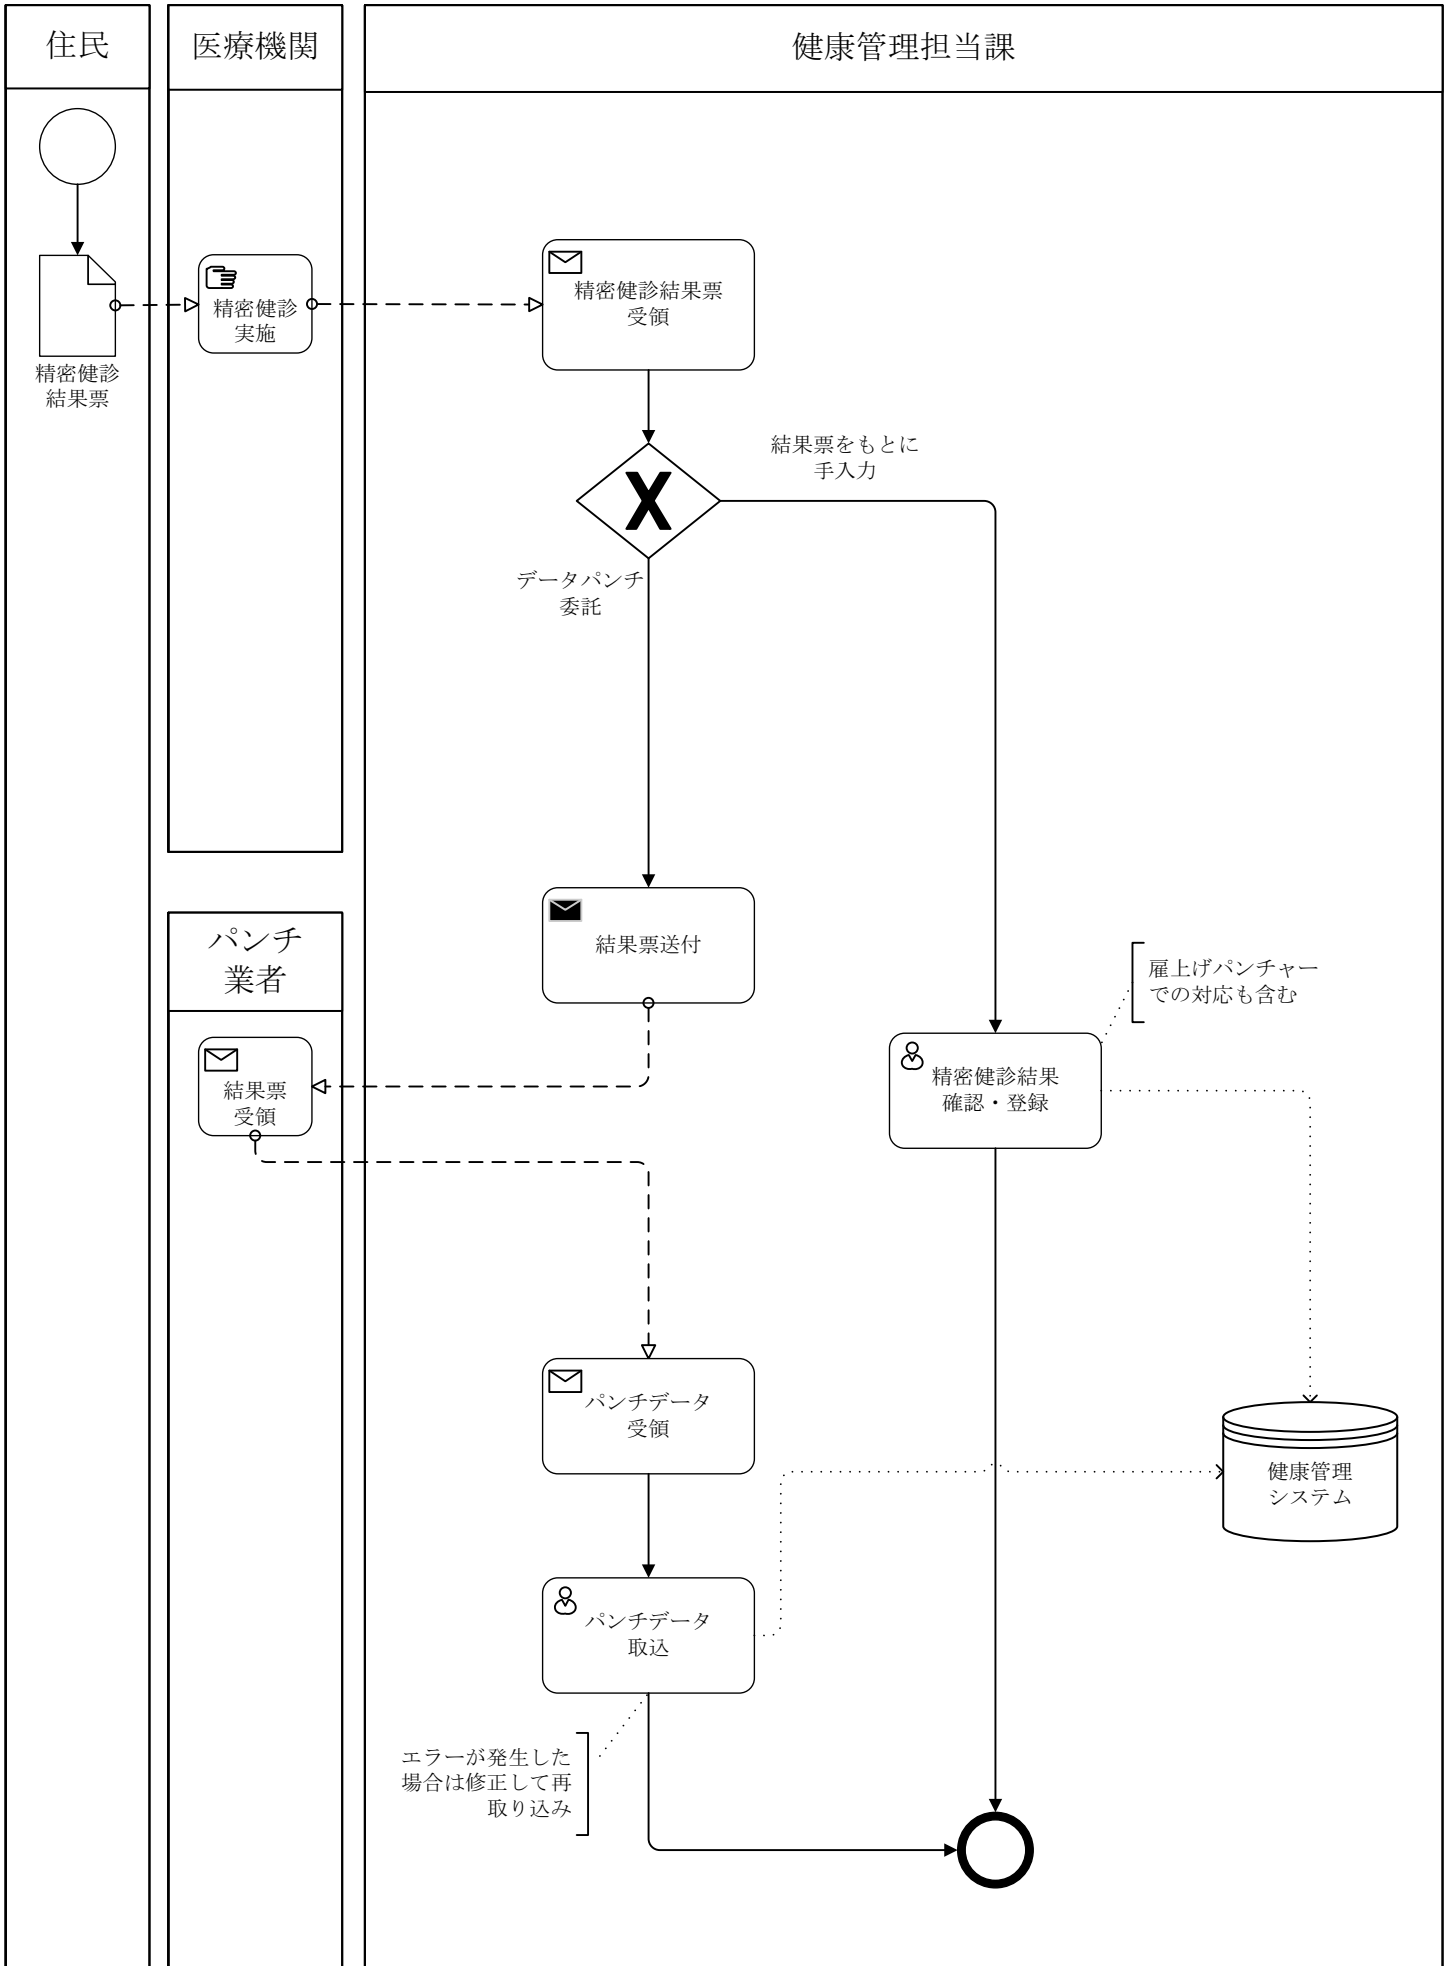 住民
医療機関
健康管理担当課
精密健診
結果票
精密健診
実施
精密健診結果票
受領
結果票をもとに
手入力
データパンチ
委託
結果票送付
パンチ
業者
結果票
受領
雇上げパンチャー
での対応も含む
精密健診結果
確認・登録
パンチデータ
受領
健康管理
システム
パンチデータ
取込
エラーが発生した
場合は修正して再
取り込み